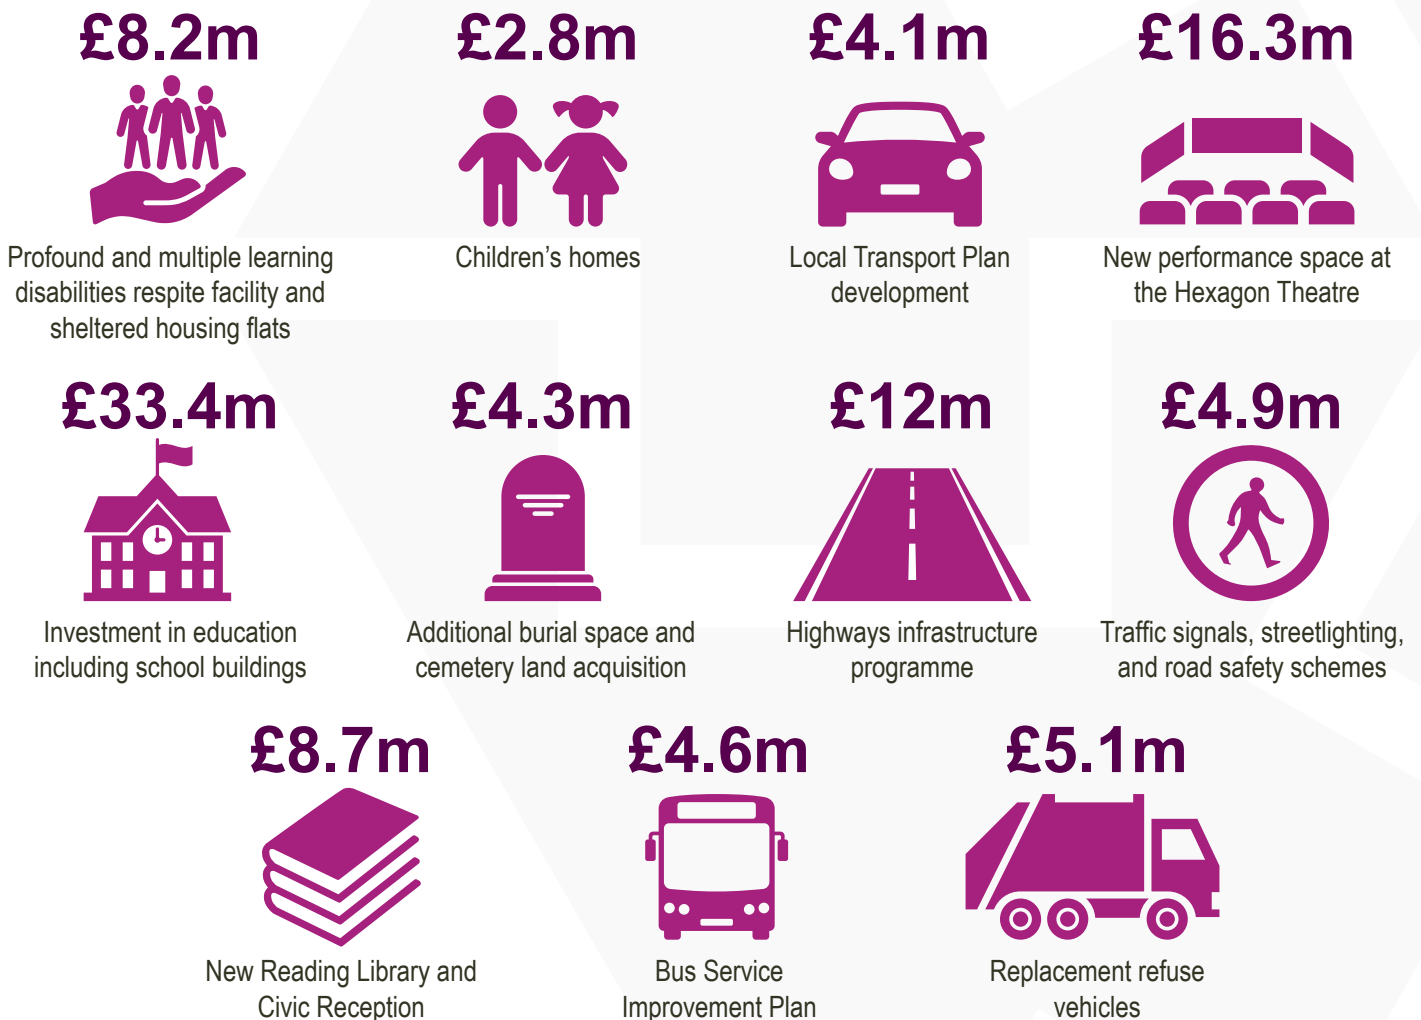 £8.2m
Profound and multiple learning
disabilities respite facility and
sheltered housing flats
£2.8m
Children’s homes
£4.1m
Local Transport Plan
development
£16.3m
New performance space at
the Hexagon Theatre
£33.4m
Investment in education
including school buildings
£4.3m
Additional burial space and
cemetery land acquisition
£12m
Highways infrastructure
programme
£4.9m
Traffic signals, streetlighting,
and road safety schemes
£8.7m
New Reading Library and
Civic Reception
£4.6m
Bus Service
Improvement Plan
£5.1m
Replacement refuse
vehicles